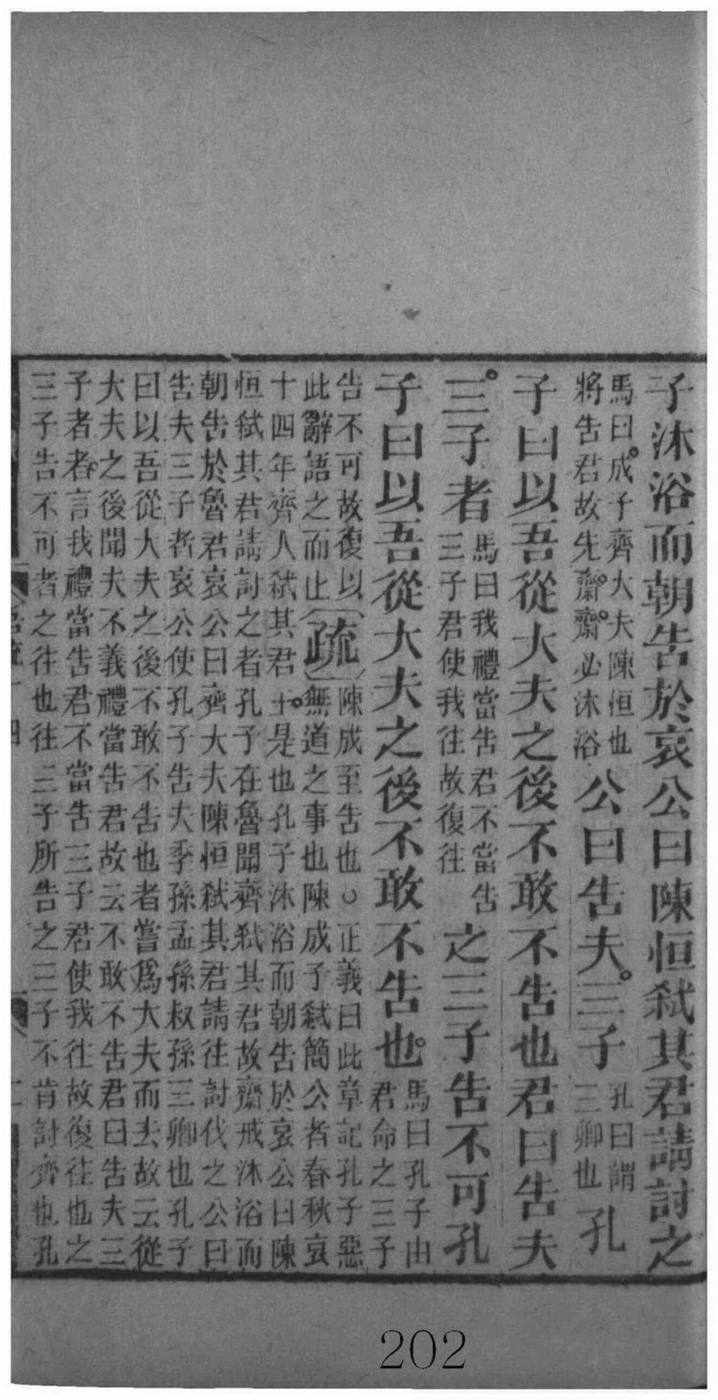 子沐浴而朝告於哀公曰陳恒弑其君請討之
馬曰成子齊大夫陳恒也
將告君故先齋齋必沐浴
公曰告夫三子
孔曰謂
三卿也
孔
子曰以吾從大夫之後不敢不告也君曰告夫
三子者
馬曰我禮當告君不當告
三子君使我往故復往
之三子告不可孔
子曰以吾從大夫之後不敢不告也
馬曰孔子由
君命之三子
告不可故復以
此辭語之而止
疏
陳成至告也○正義曰此章記孔子惡
無道之事也陳成子弑簡公者春秋哀
十四年齊人弑其君壬是也孔子沐浴而朝告於哀公曰陳
恒弑其君請討之者孔子在魯聞齊弑其君故齋戒沐浴而
朝告於魯君哀公曰齊大夫陳恒弑其君請往討伐之公曰
告夫三子者哀公使孔子告夫季孫孟孫叔孫三卿也孔子
曰以吾從大夫之後不敢不告也者嘗爲大夫而去故云從
大夫之後聞夫不義禮當告君故云不敢不告君曰告夫三
子者者言我禮當告君不當告三子君使我往故復往也之
三子告不可者之往也往三子所告之三子不肯討齊也孔
202